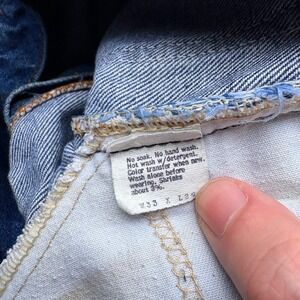 No soak. No hand wash.
Hot wash w/detergent.
Color transfer when new.
Wash alone before
wearing. Shrinks
about 8%.
W33 X L29